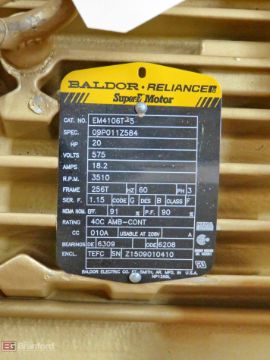 BALDOR · RELIANCE
Super-E Motor
CAT. NO. EM4106T-5
SPEC. 09P011Z584
HP 20
VOLTS 575
AMPS 18.2
R.P.M. 3510
FRAME 256T HZ 60 PH 3
SER. F. 1.15 CODE G DES B CLASS F
NEMA NOM. EFF. 91 % P.F. 90 %
RATING 40C AMB-CONT
CC 010A USABLE AT 208V
BEARINGS DE 6309 ODE 6208
ENCL. TEFC SN Z1509010410
BALDOR ELECTRIC CO. FT. SMITH, AR. M.F.G. IN U.S.A.
Branford